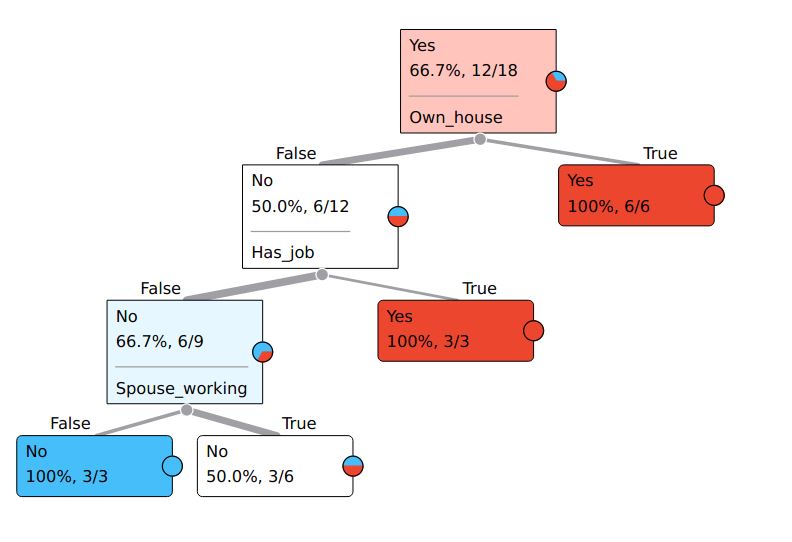 Yes
66.7%, 12/18
Own_house
False
True
No
50.0%, 6/12
Has_job
Yes
100%, 6/6
False
True
No
66.7%, 6/9
Spouse_working
Yes
100%, 3/3
False
True
No
100%, 3/3
No
50.0%, 3/6